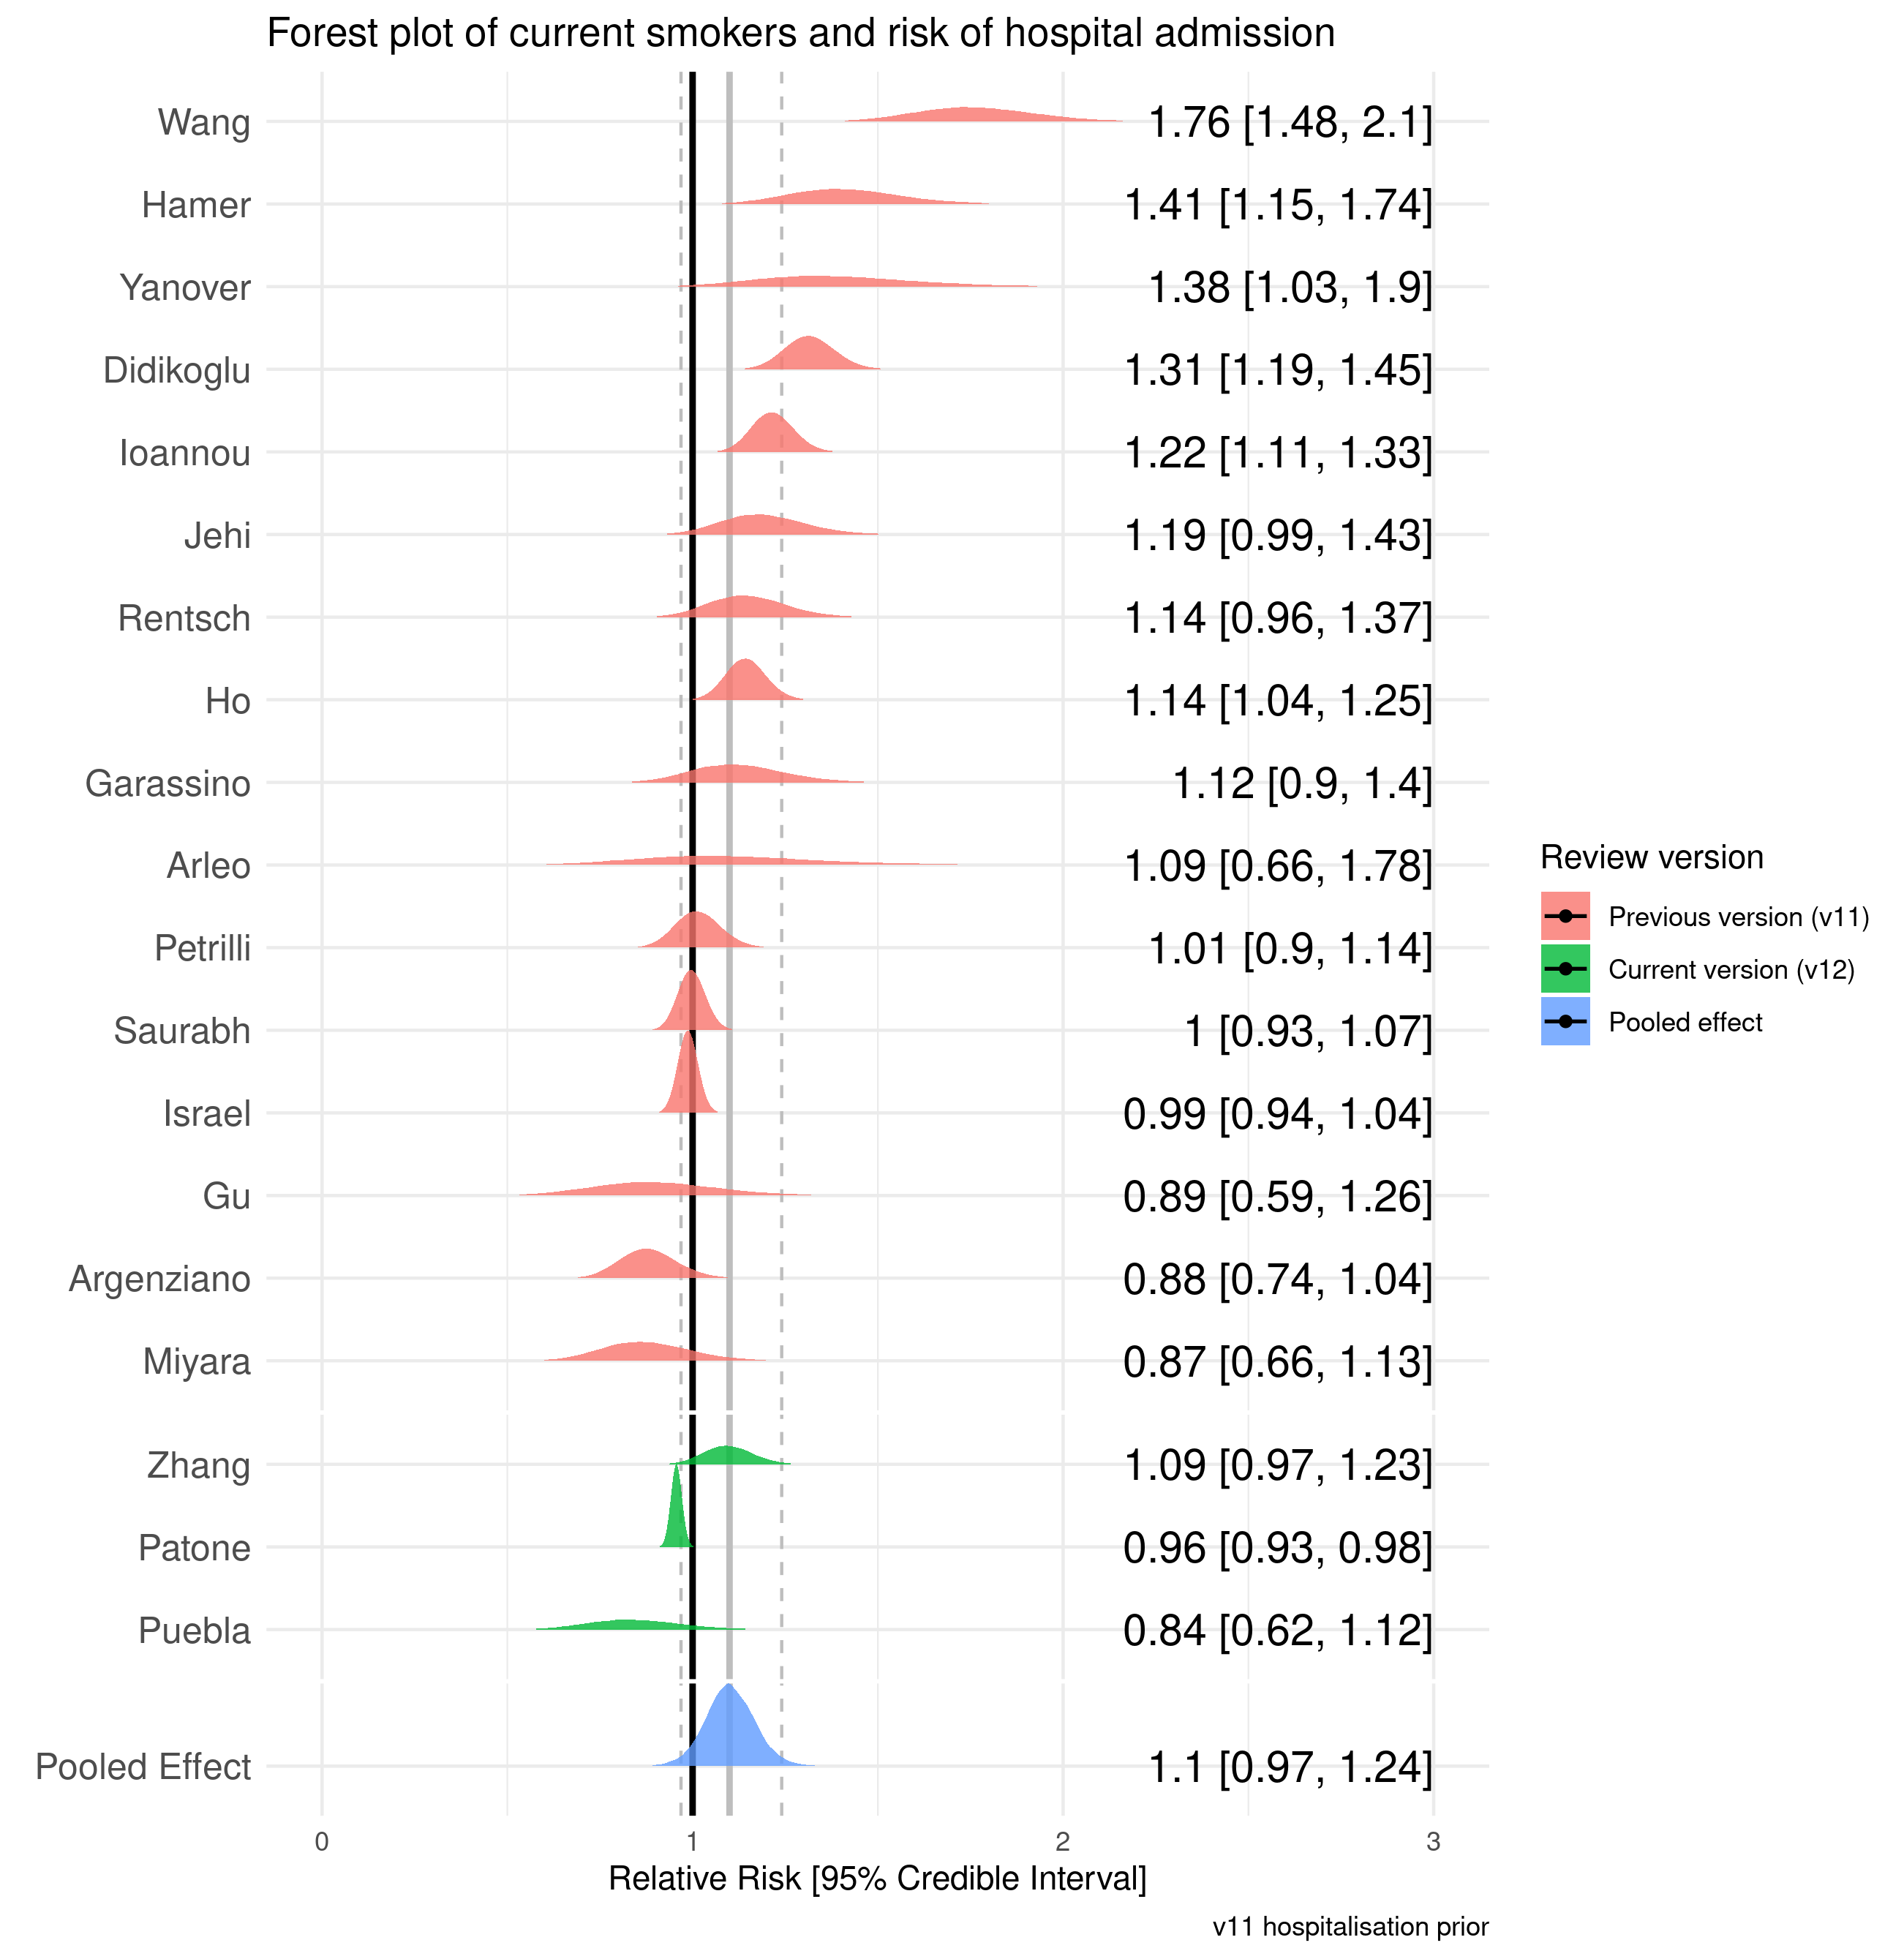 Forest plot of current smokers and risk of hospital admission
Wang 1.76 [1.48, 2.1]
Hamer 1.41 [1.15, 1.74]
Yanover 1.38 [1.03, 1.9]
Didikoglu 1.31 [1.19, 1.45]
Ioannou 1.22 [1.11, 1.33]
Jehi 1.19 [0.99, 1.43]
Rentsch 1.14 [0.96, 1.37]
Ho 1.14 [1.04, 1.25]
Garassino 1.12 [0.9, 1.4]
Arleo 1.09 [0.66, 1.78]
Petrilli 1.01 [0.9, 1.14]
Saurabh 1 [0.93, 1.07]
Israel 0.99 [0.94, 1.04]
Gu 0.89 [0.59, 1.26]
Argenziano 0.88 [0.74, 1.04]
Miyara 0.87 [0.66, 1.13]
Zhang 1.09 [0.97, 1.23]
Patone 0.96 [0.93, 0.98]
Puebla 0.84 [0.62, 1.12]
Pooled Effect 1.1 [0.97, 1.24]
0 1 2 3
Relative Risk [95% Credible Interval]
v11 hospitalisation prior
Review version
Previous version (v11)
Current version (v12)
Pooled effect